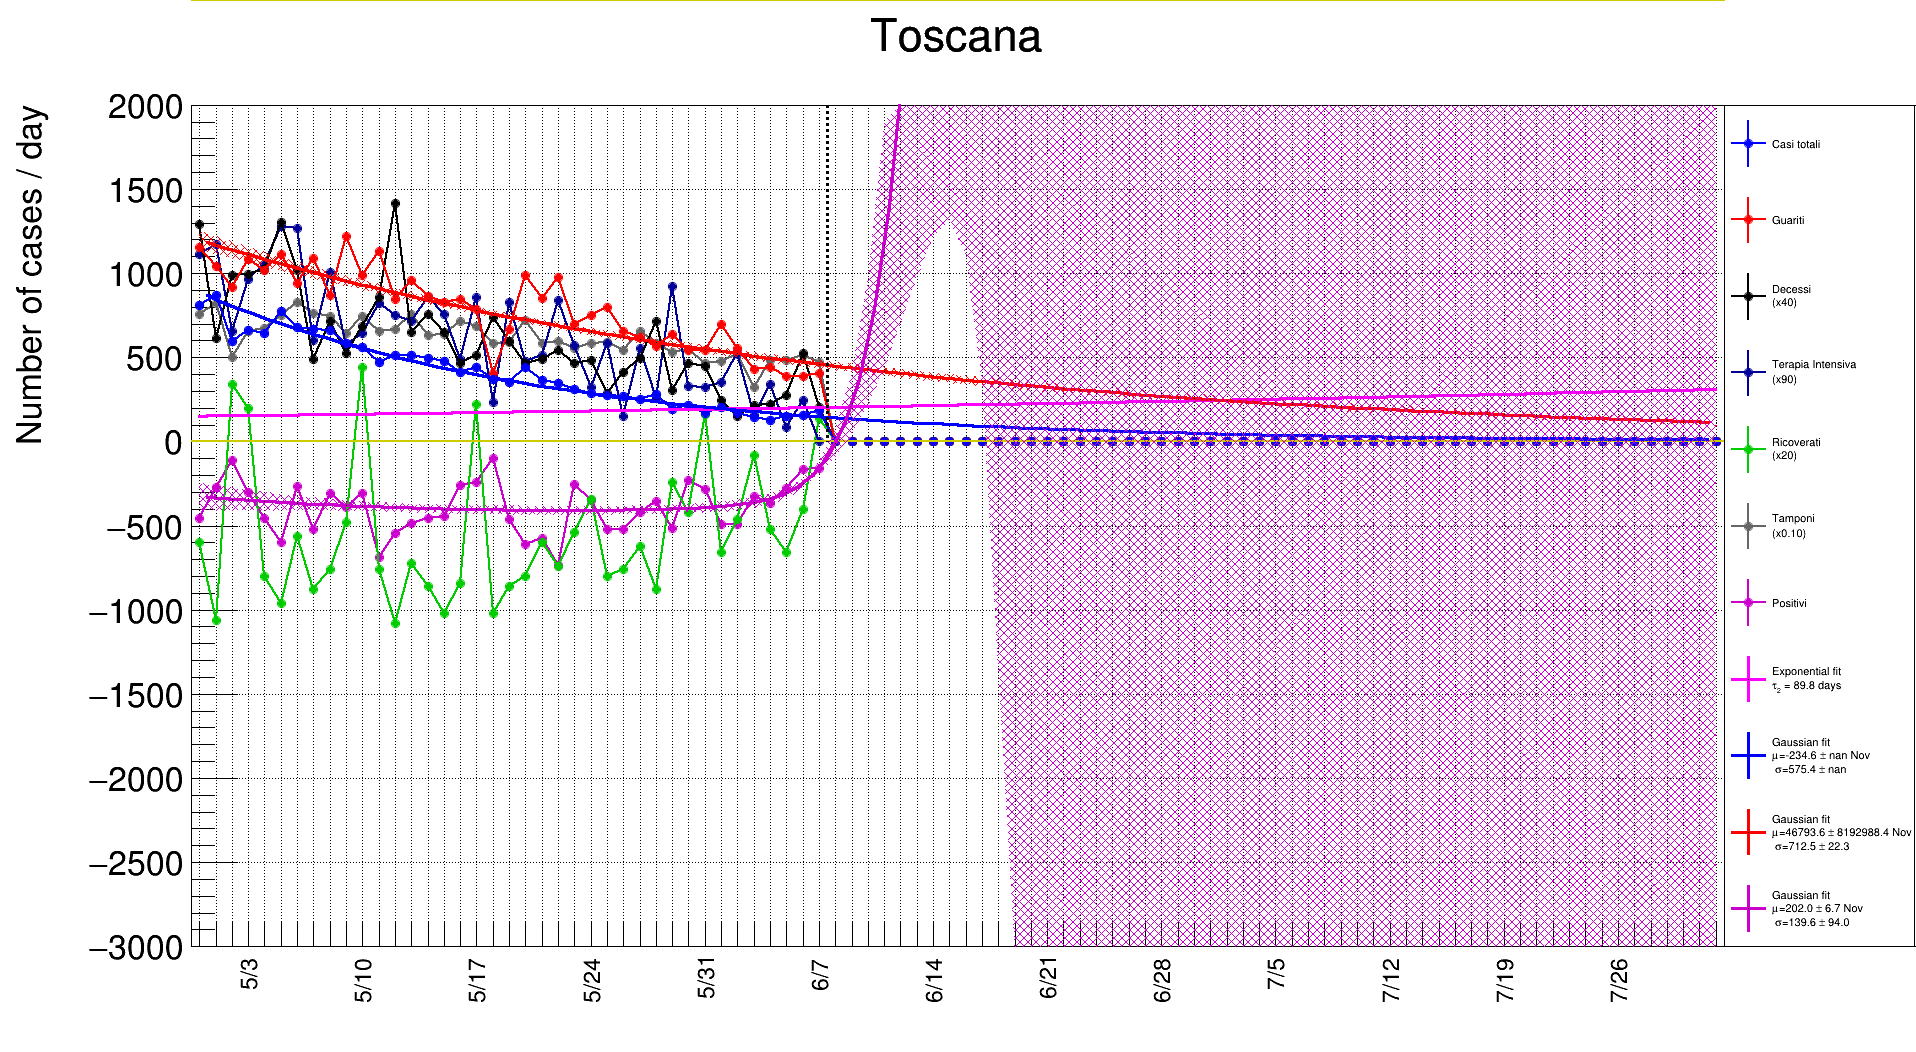 Toscana
Number of cases / day
2000
1500
1000
500
0
−500
−1000
−1500
−2000
−2500
−3000
5/3
5/10
5/17
5/24
5/31
6/7
6/14
6/21
6/28
7/5
7/12
7/19
7/26
Casi totali
Guariti
Decessi
(x40)
Terapia Intensiva
(x90)
Ricoverati
(x20)
Tamponi
(x0.10)
Positivi
Exponential fit
τ₂ = 89.8 days
Gaussian fit
μ=-234.6 ± nan Nov
σ=575.4 ± nan
Gaussian fit
μ=46793.6 ± 8192988.4 Nov
σ=712.5 ± 22.3
Gaussian fit
μ=202.0 ± 6.7 Nov
σ=139.6 ± 94.0